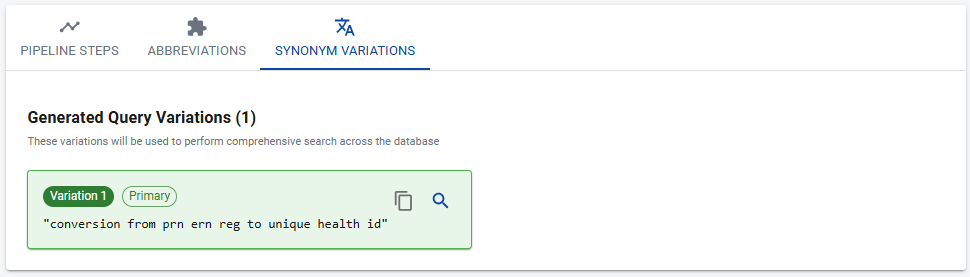 PIPELINE STEPS ABBREVIATIONS SYNONYM VARIATIONS
Generated Query Variations (1)
These variations will be used to perform comprehensive search across the database
Variation 1 Primary
"conversion from prn ern reg to unique health id"